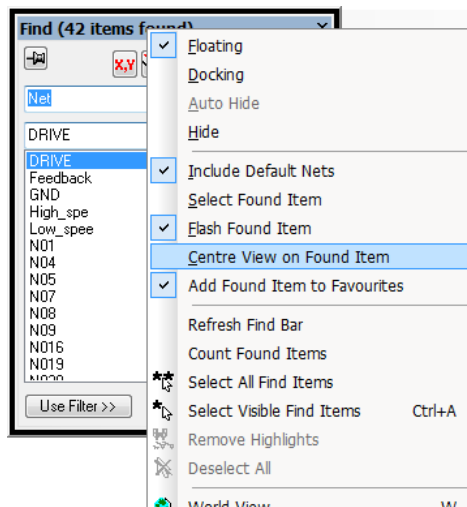 Find (42 items found)
X,Y
Net
DRIVE
DRIVE
Feedback
GND
High_spe
Low_spee
N01
N04
N05
N07
N08
N09
N016
N019
N020
Use Filter >>
Floating
Docking
Auto Hide
Hide
Include Default Nets
Select Found Item
Flash Found Item
Centre View on Found Item
Add Found Item to Favourites
Refresh Find Bar
Count Found Items
Select All Find Items
Select Visible Find Items Ctrl+A
Remove Highlights
Deselect All
World View W